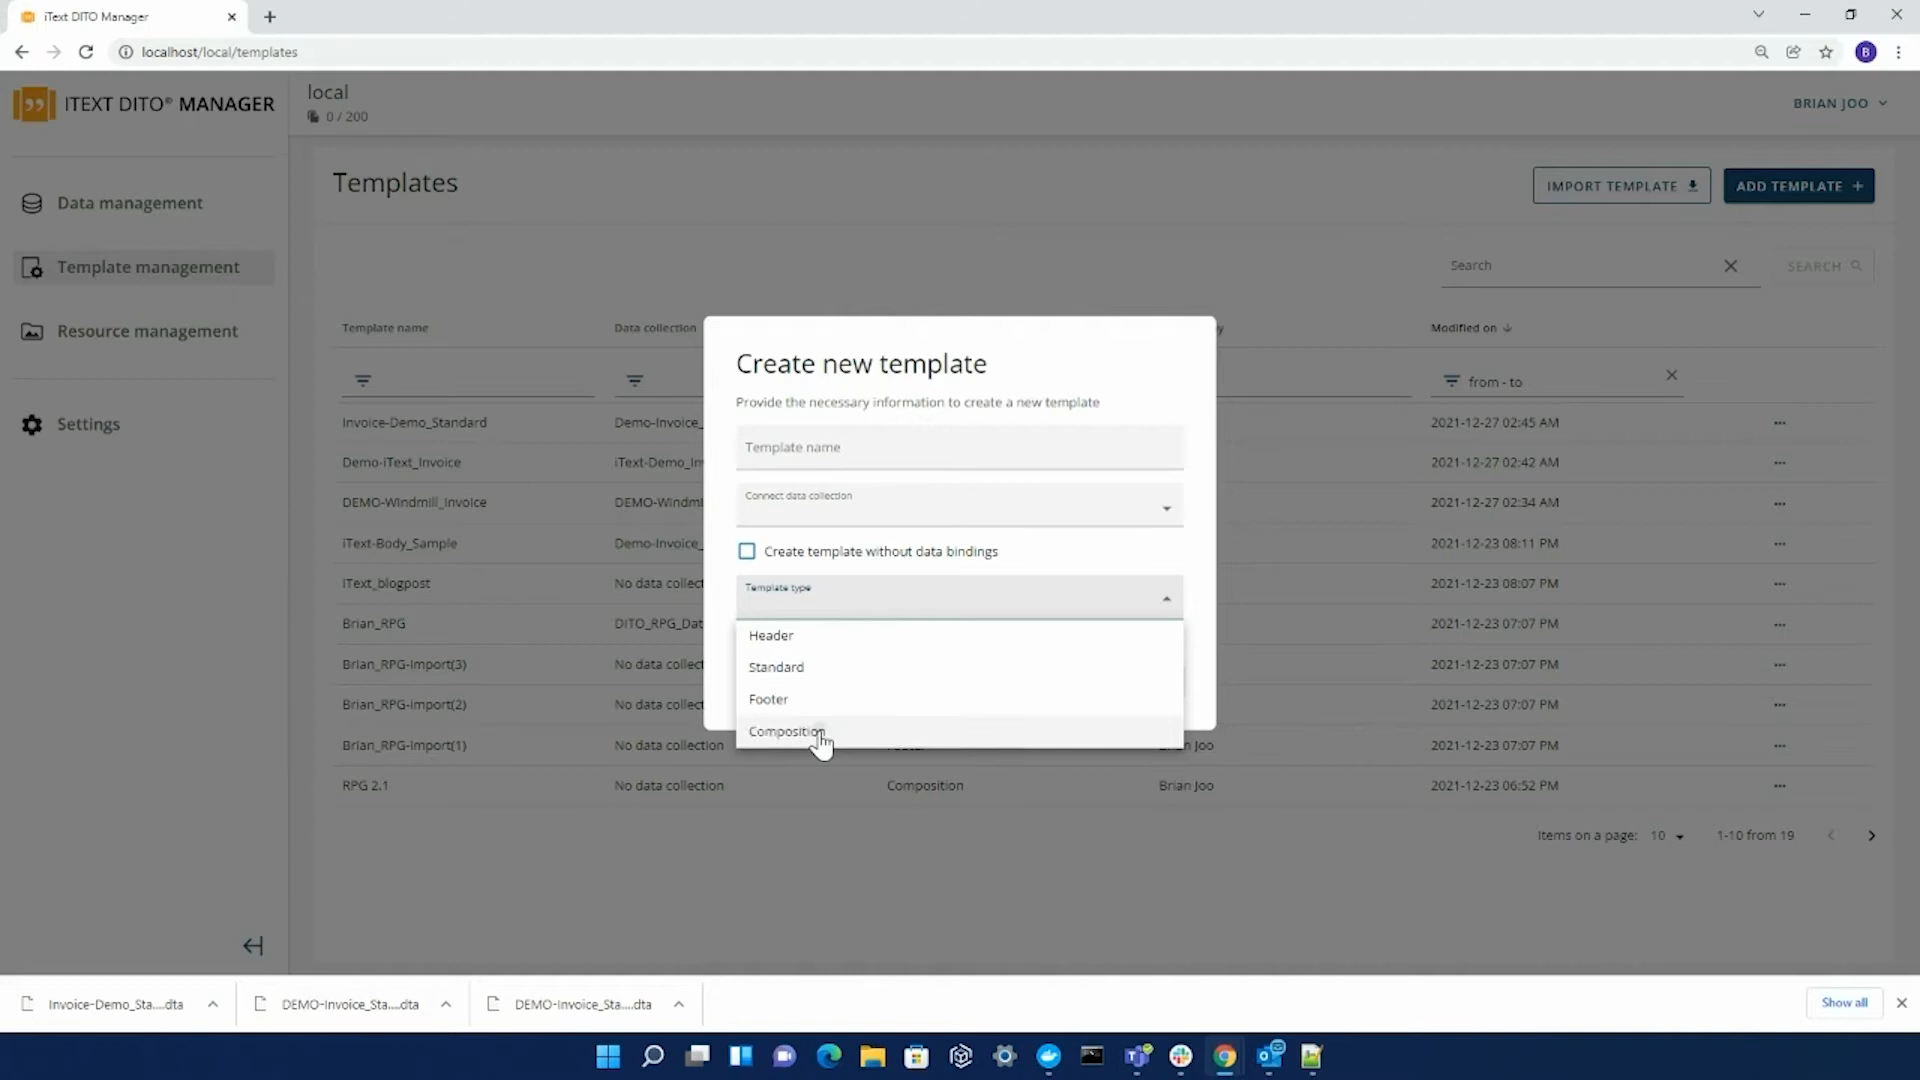 iText DITO Manager
localhost/local/templates
B
ITEXT DITO® MANAGER
local
0 / 200
BRIAN JOO
Data management
Template management
Resource management
Settings
Templates
IMPORT TEMPLATE
ADD TEMPLATE +
Search
SEARCH
Template name
Data collection
y
Modified on
from - to
Invoice-Demo_Standard
Demo-Invoice_
2021-12-27 02:45 AM
Demo-iText_Invoice
iText-Demo_In
2021-12-27 02:42 AM
DEMO-Windmill_Invoice
DEMO-Windmi
2021-12-27 02:34 AM
iText-Body_Sample
Demo-Invoice_
2021-12-23 08:11 PM
iText_blogpost
No data collect
2021-12-23 08:07 PM
Brian_RPG
DITO_RPG_Dat
2021-12-23 07:07 PM
Brian_RPG-Import(3)
No data collect
2021-12-23 07:07 PM
Brian_RPG-Import(2)
No data collect
2021-12-23 07:07 PM
Brian_RPG-Import(1)
No data collection
Brian Joo
2021-12-23 07:07 PM
RPG 2.1
No data collection
Composition
Brian Joo
2021-12-23 06:52 PM
Items on a page: 10
1-10 from 19
Create new template
Provide the necessary information to create a new template
Template name
Connect data collection
Create template without data bindings
Template type
Header
Standard
Footer
Composition
Invoice-Demo_Sta....dta
DEMO-Invoice_Sta....dta
DEMO-Invoice_Sta....dta
Show all